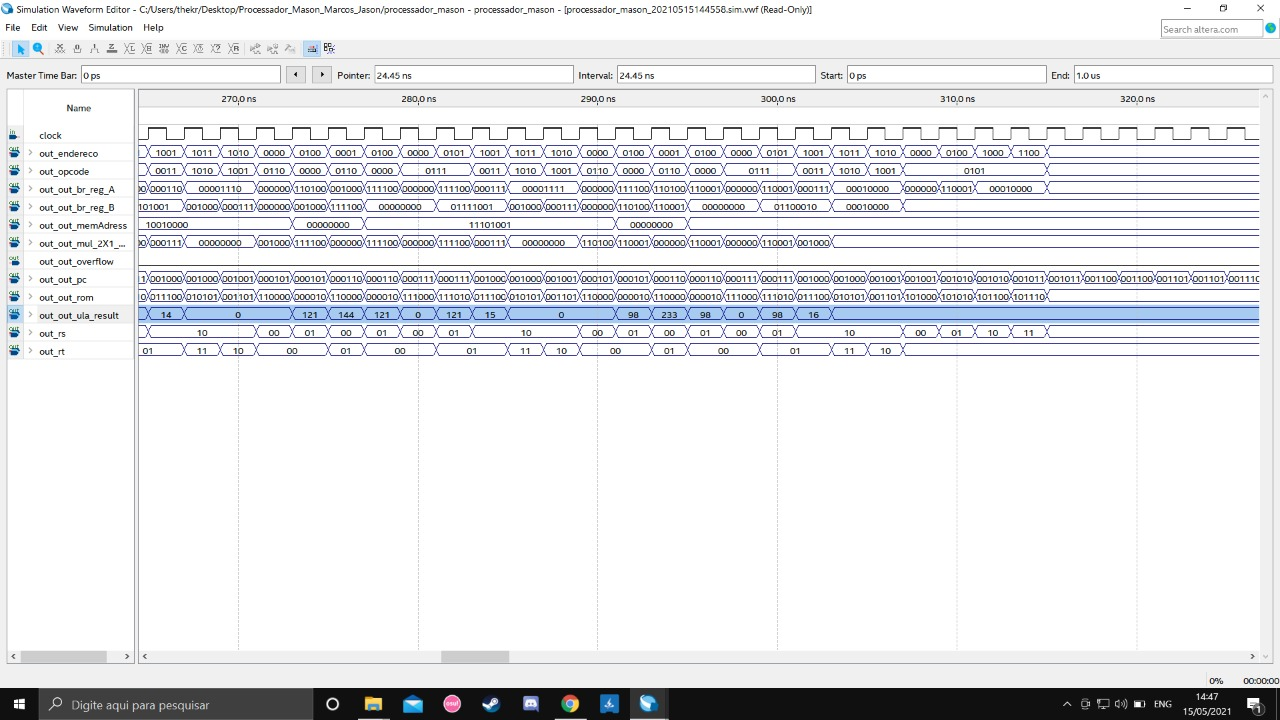 Simulation Waveform Editor - C:/Users/thekr/Desktop/Processador_Mason_Marcos_Jason/processador_mason - processador_mason - [processador_mason_20210515144558.sim.vwf (Read-Only)]
File Edit View Simulation Help
Search altera.com
Master Time Bar: 0 ps Pointer: 24.45 ns Interval: 24.45 ns Start: 0 ps End: 1.0 us
Name 270,0 ns 280,0 ns 290,0 ns 300,0 ns 310,0 ns 320,0 ns
clock
out_endereco 1001 1011 1010 0000 0100 0001 0100 0000 0101 1001 1011 1010 0000 0100 0001 0100 0000 0101 1001 1011 1010 0000 0100 1000 1100
out_opcode 0011 1010 1001 0110 0000 0110 0000 0111 0011 1010 1001 0110 0000 0110 0000 0111 0011 1010 1001 0101
out_out_br_reg_A 000110 00001110 000000 110100 001000 111100 000000 111100 000111 00001111 000000 111100 110100 110001 000000 110001 000111 00010000 000000 110001 00010000
out_out_br_reg_B 101001 001000 000111 000000 001000 111100 00000000 01111001 001000 000111 000000 110100 110001 00000000 01100010 00010000
out_out_memAdress 10010000 00000000 11101001 00000000
out_out_mul_2X1_... 000111 00000000 001000 111100 000000 111100 000000 111100 000111 00000000 110100 110001 000000 110001 000000 110001 001000
out_out_overflow
out_out_pc 001000 001000 001001 000101 000101 000110 000110 000111 000111 001000 001000 001001 000101 000101 000110 000110 000111 000111 001000 001000 001001 001001 001010 001010 001011 001011 001100 001100 001101 001101 001110
out_out_rom 011100 010101 001101 110000 000010 110000 000010 111000 111010 011100 010101 001101 110000 000010 110000 000010 111000 111010 011100 010101 001101 101000 101010 101100 101110
out_out_ula_result 14 0 121 144 121 0 121 15 0 98 233 98 0 98 16
out_rs 10 00 01 00 01 00 01 10 00 01 00 01 00 01 10 00 01 10 11
out_rt 01 11 10 00 01 00 01 11 10 00 01 00 01 11 10
0% 00:00:00
Digite aqui para pesquisar
osu!
ENG
14:47
15/05/2021
1